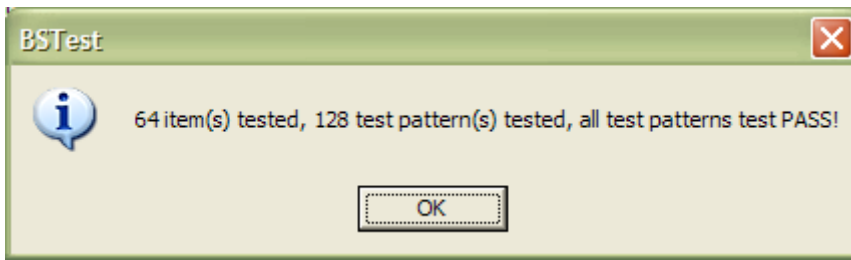 BSTest
64 item(s) tested, 128 test pattern(s) tested, all test patterns test PASS!
OK